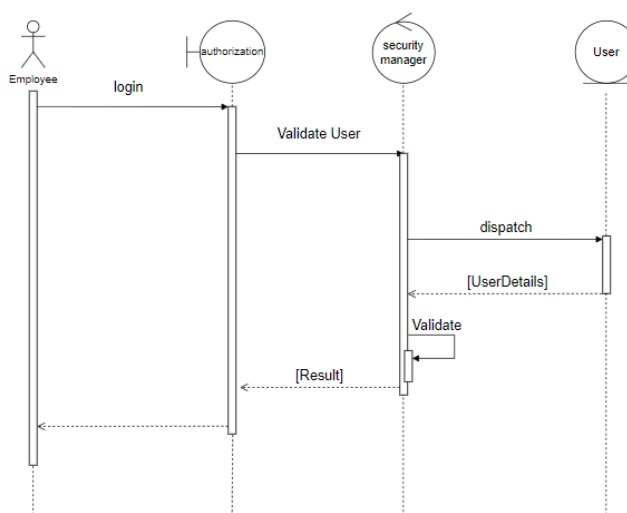 Employee
authorization
security
manager
User
login
Validate User
dispatch
[UserDetails]
Validate
[Result]